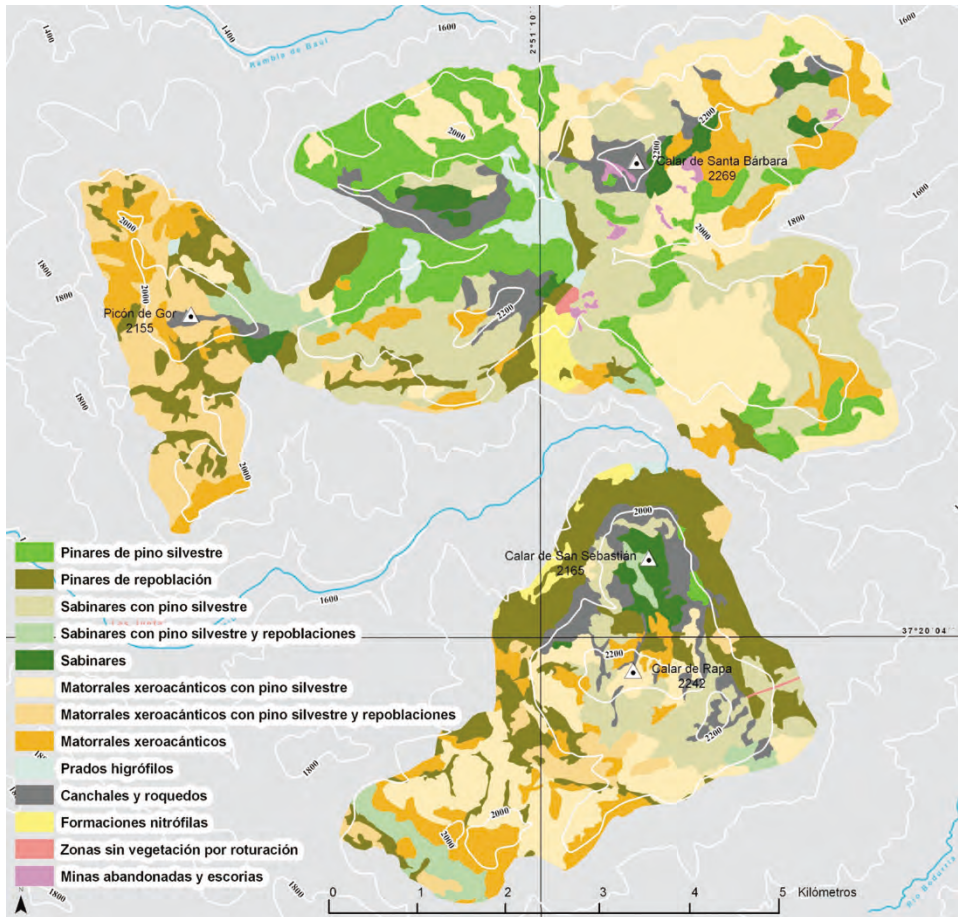 1400
1400
1600
1600
Rambla de Baul
2°51'10
2000
2200
2200
Calar de Santa Bárbara
2269
1600
2000
1800
2000
1800
1800
2000
Picón de Gor
2155
2200
1800
2000
2000
Calar de San Sebastián
2165
1600
37°20'04
2200
Calar de Rapa
2242
2200
1800
2000
1800
1800
Pinares de pino silvestre
Pinares de repoblación
Sabinares con pino silvestre
Sabinares con pino silvestre y repoblaciones
Sabinares
Matorrales xeroacánticos con pino silvestre
Matorrales xeroacánticos con pino silvestre y repoblaciones
Matorrales xeroacánticos
Prados higrófilos
Canchales y roquedos
Formaciones nitrófilas
Zonas sin vegetación por roturación
Minas abandonadas y escorias
N
0 1 2 3 4 5 Kilómetros